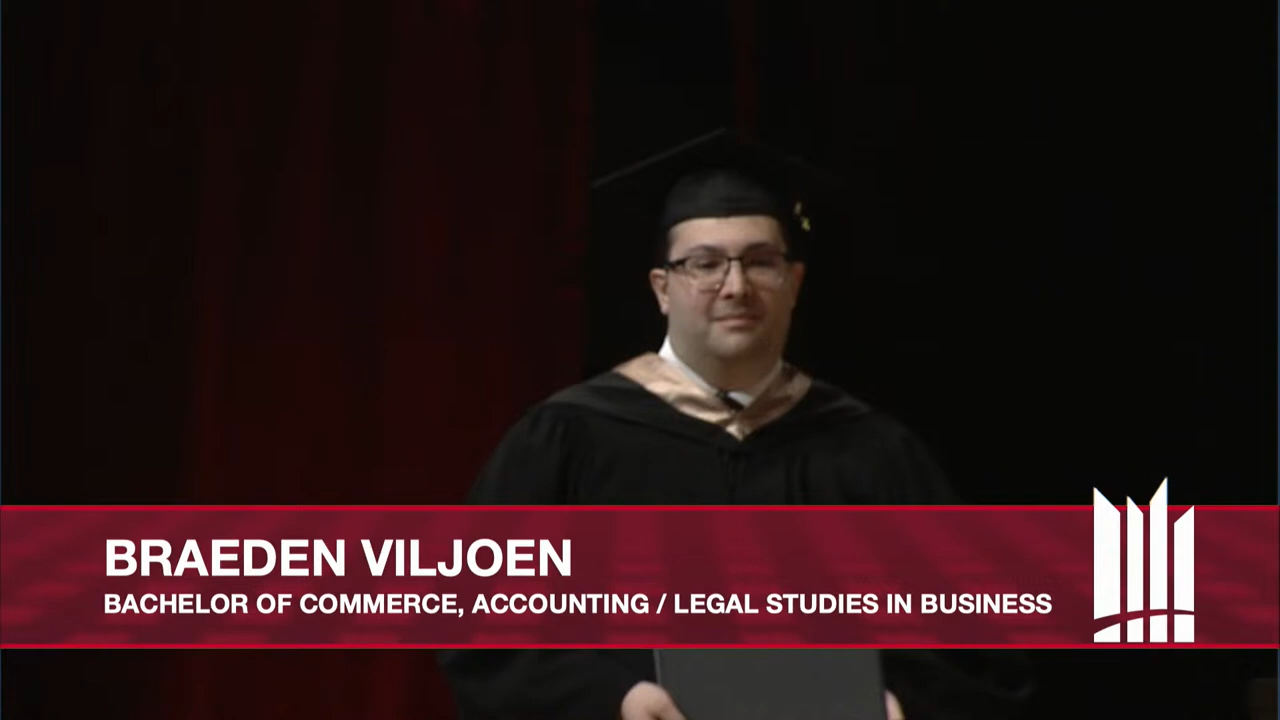 BRAEDEN VILJOEN
BACHELOR OF COMMERCE, ACCOUNTING / LEGAL STUDIES IN BUSINESS